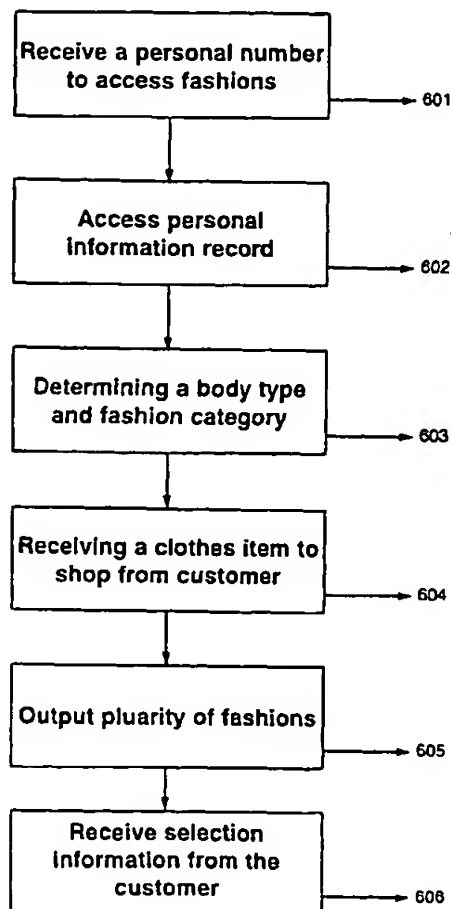 Receive a personal number
to access fashions
601
Access personal
information record
602
Determining a body type
and fashion category
603
Receiving a clothes item to
shop from customer
604
Output pluarity of fashions
605
Receive selection
information from the
customer
606